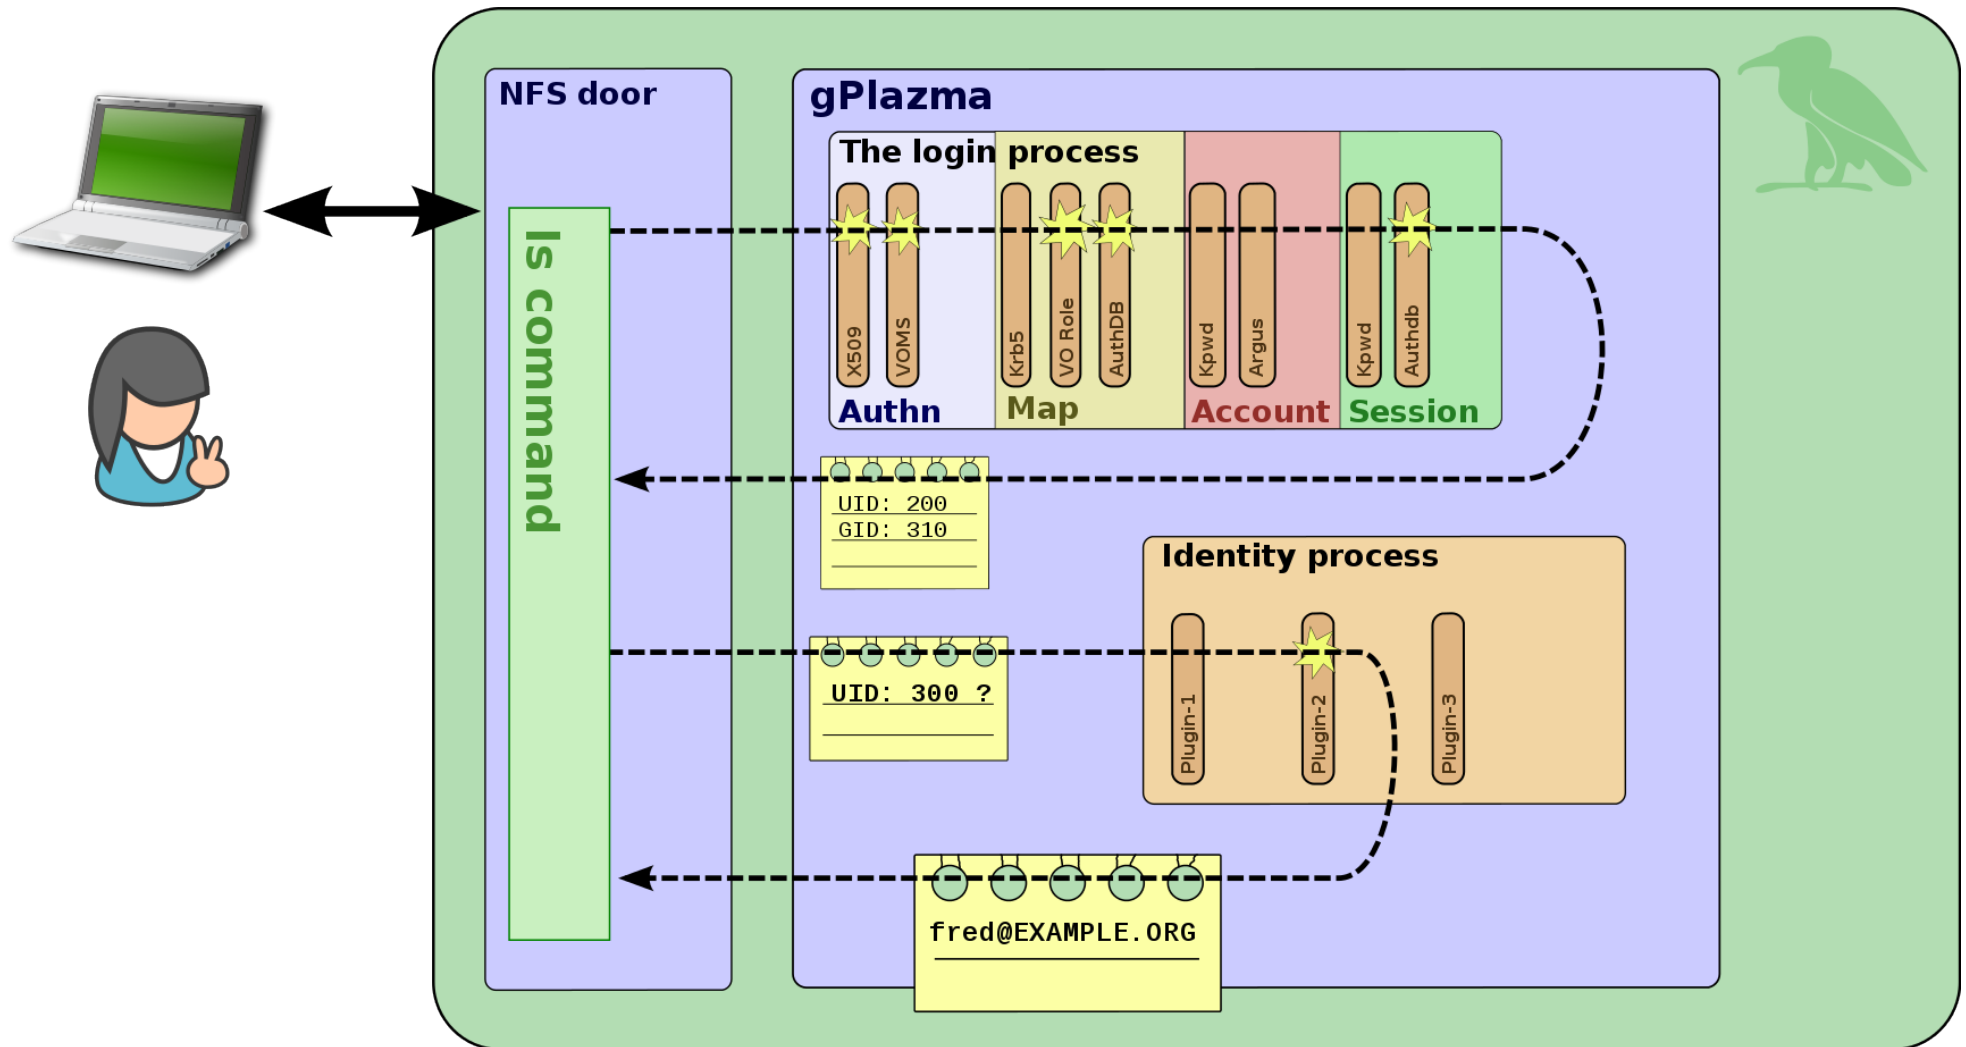 NFS door
ls command
gPlazma
The login process
X509
VOMS
Krb5
VO Role
AuthDB
Kpwd
Argus
Kpwd
Authdb
Authn
Map
Account
Session
UID: 200
GID: 310
Identity process
UID: 300 ?
Plugin-1
Plugin-2
Plugin-3
fred@EXAMPLE.ORG